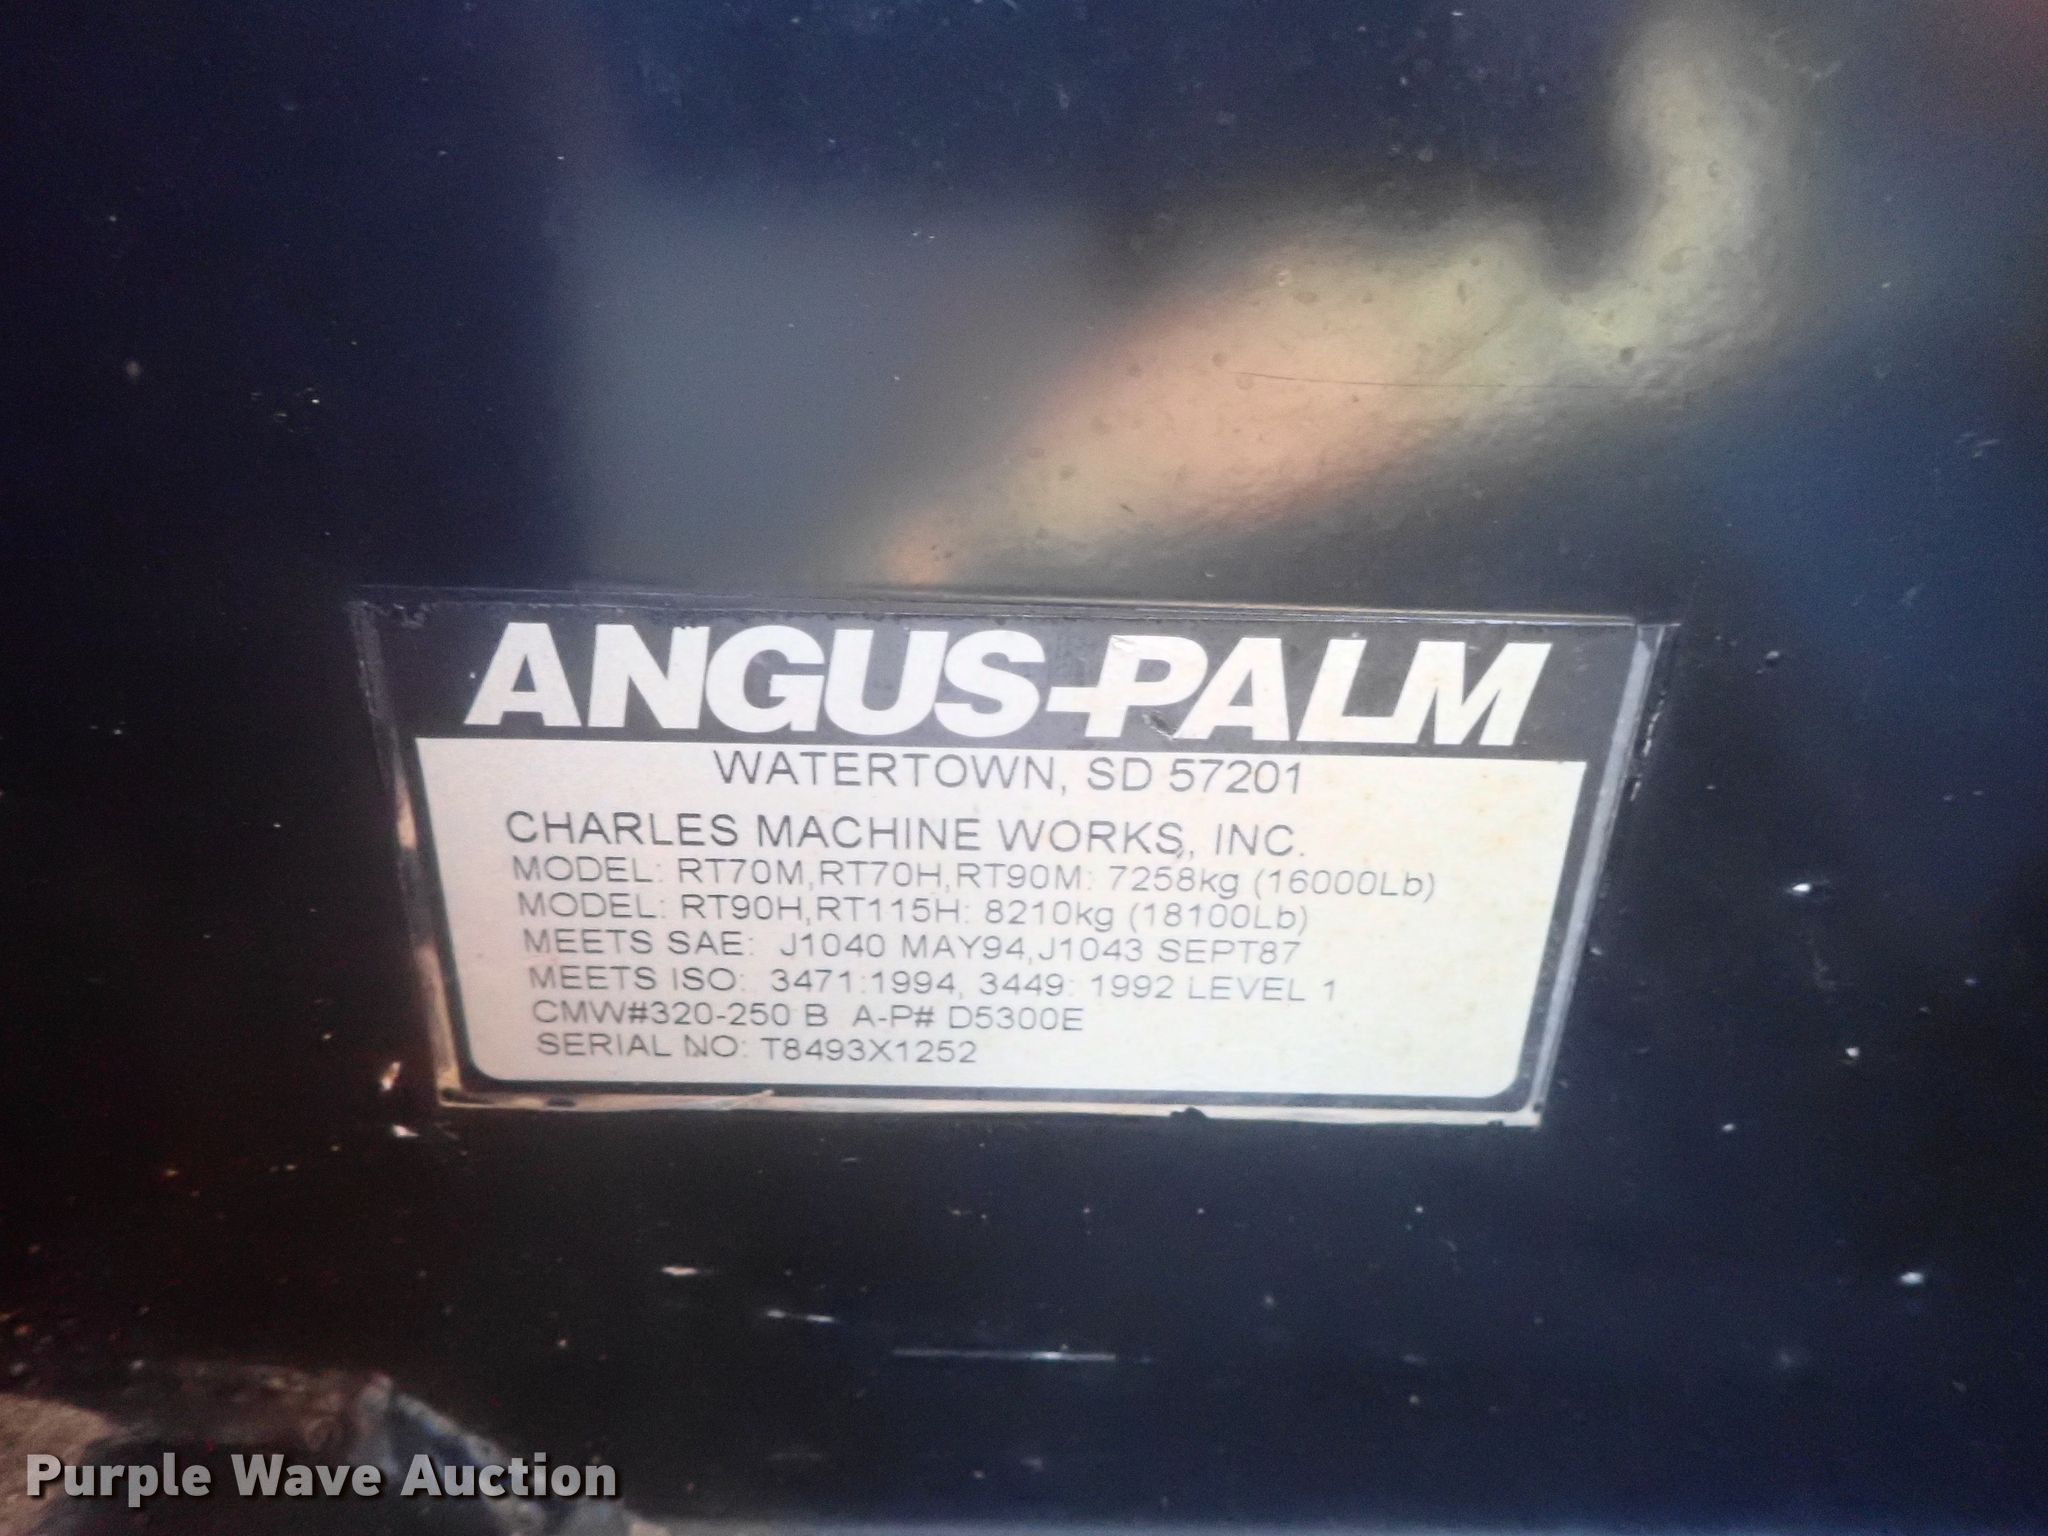 ANGUS-PALM
WATERTOWN, SD 57201
CHARLES MACHINE WORKS, INC.
MODEL: RT70M,RT70H,RT90M: 7258kg (16000Lb)
MODEL: RT90H,RT115H: 8210kg (18100Lb)
MEETS SAE: J1040 MAY94,J1043 SEPT87
MEETS ISO: 3471:1994, 3449: 1992 LEVEL 1
CMW#320-250 B A-P# D5300E
SERIAL NO: T8493X1252
Purple Wave Auction